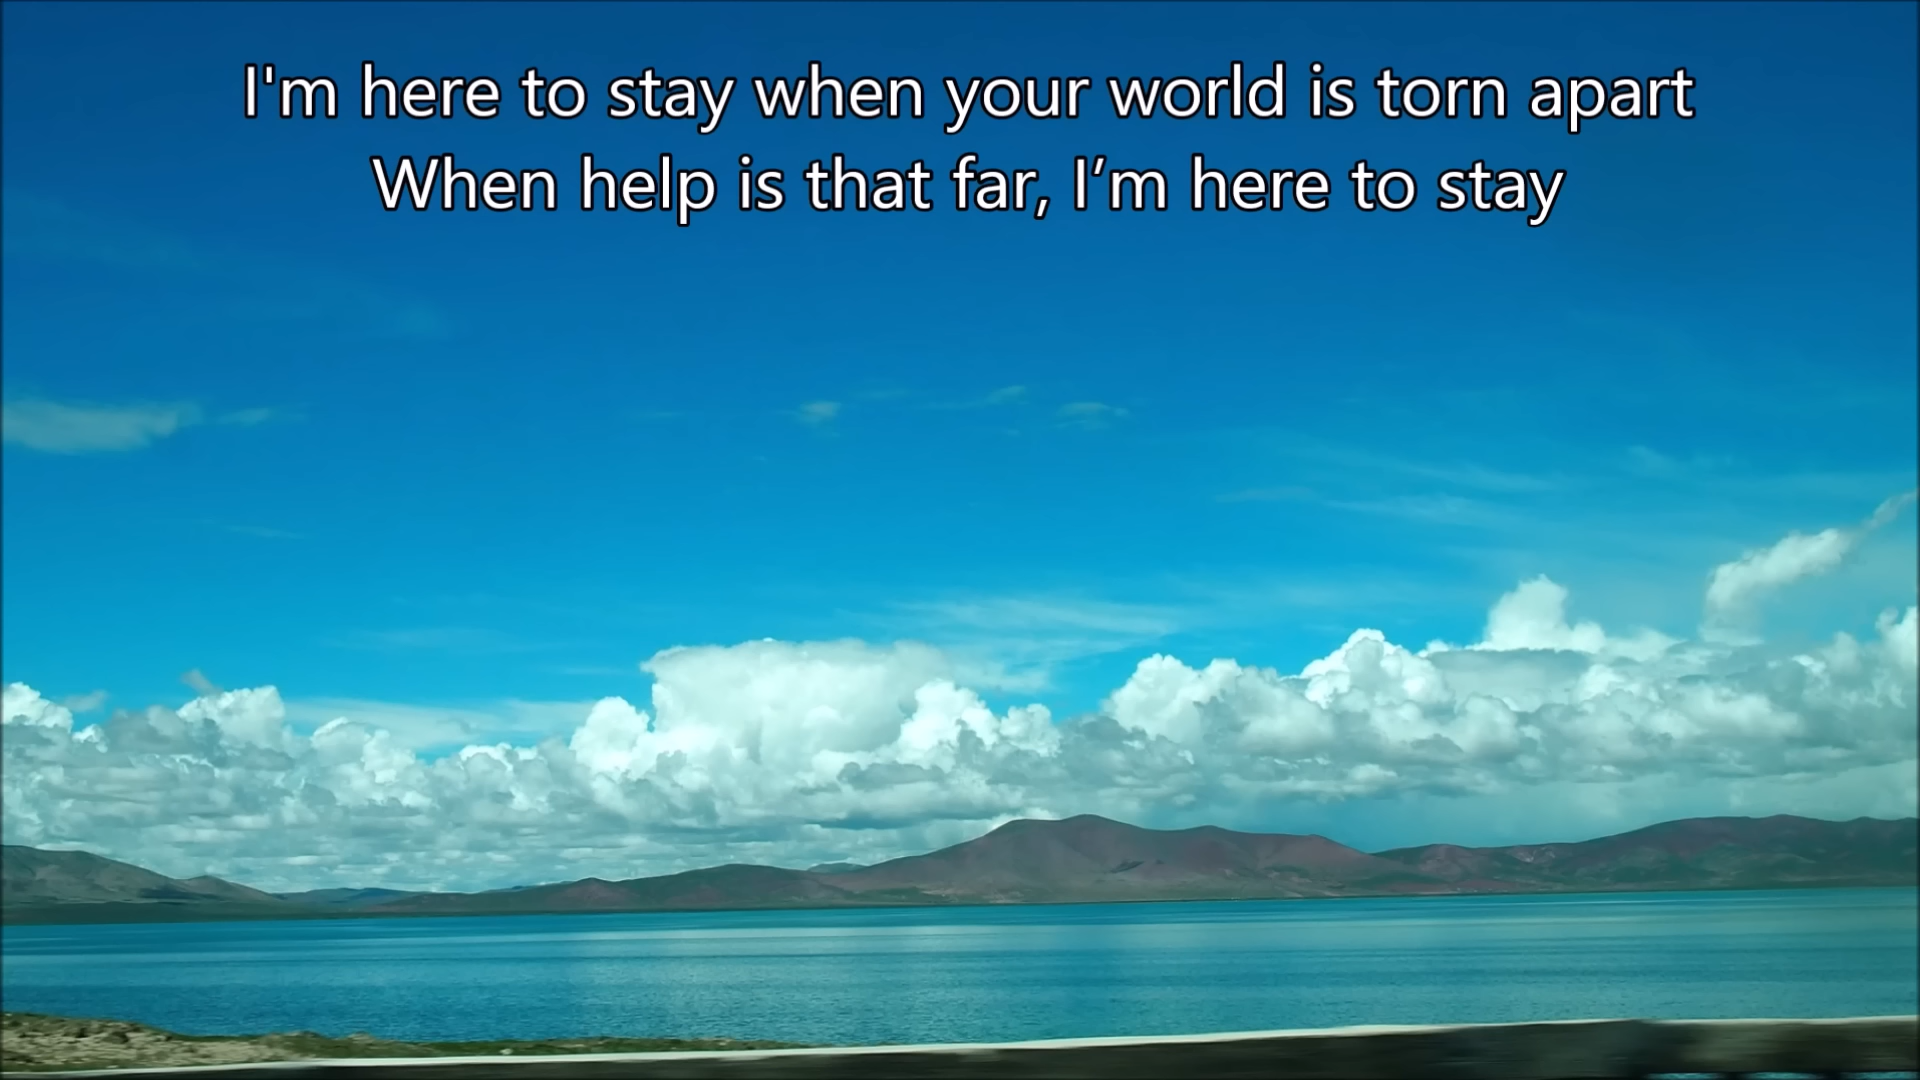 I'm here to stay when your world is torn apart
When help is that far, I’m here to stay